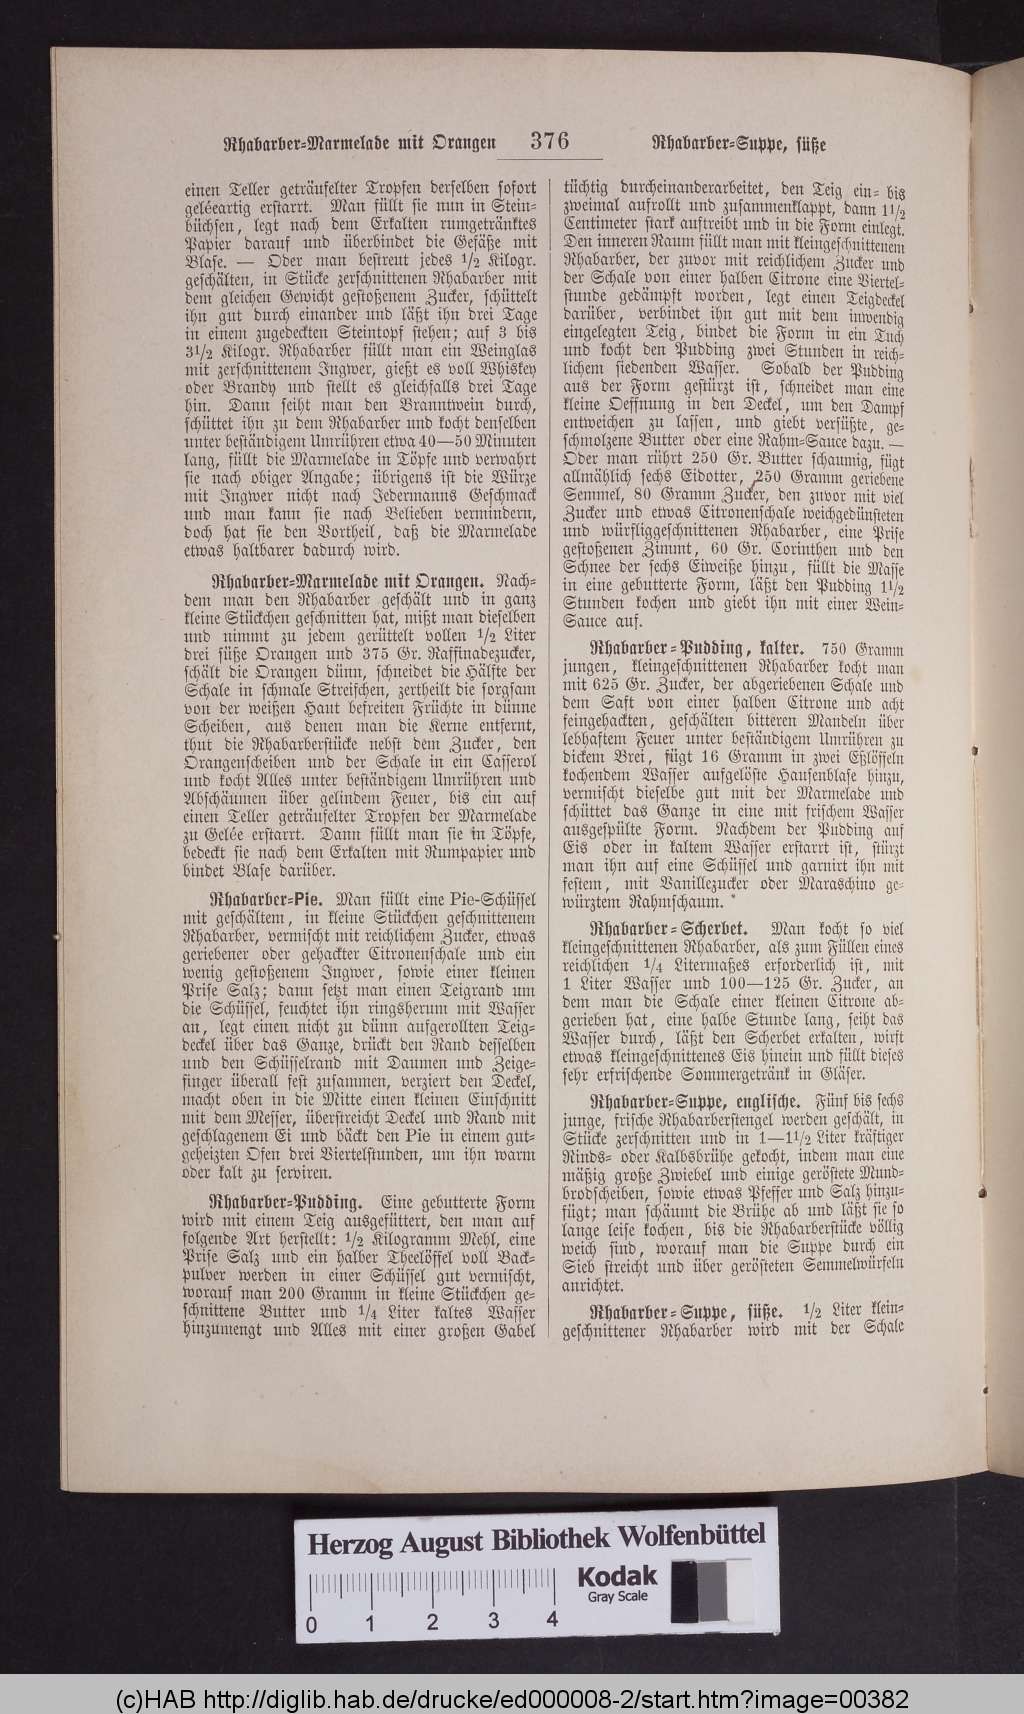 Rhabarber-Marmelade mit Orangen 376 Rhabarber-Suppe, süße
einen Teller geträufelter Tropfen derselben sofort
geléeartig erstarrt. Man füllt sie nun in Stein-
büchsen, legt nach dem Erkalten rumgetränktes
Papier darauf und überbindet die Gefäße mit
Blase. — Oder man bestreut jedes 1/2 Kilogr.
geschälten, in Stücke zerschnittenen Rhabarber mit
dem gleichen Gewicht gestoßenem Zucker, schüttelt
ihn gut durch einander und läßt ihn drei Tage
in einem zugedeckten Steintopf stehen; auf 3 bis
3 1/2 Kilogr. Rhabarber füllt man ein Weinglas
mit zerschnittenem Ingwer, gießt es voll Whiskey
oder Brandy und stellt es gleichfalls drei Tage
hin. Dann seiht man den Branntwein durch,
schüttet ihn zu dem Rhabarber und kocht denselben
unter beständigem Umrühren etwa 40—50 Minuten
lang, füllt die Marmelade in Töpfe und verwahrt
sie nach obiger Angabe; übrigens ist die Würze
mit Ingwer nicht nach Jedermanns Geschmack
und man kann sie nach Belieben vermindern,
doch hat sie den Vortheil, daß die Marmelade
etwas haltbarer dadurch wird.
Rhabarber-Marmelade mit Orangen. Nach-
dem man den Rhabarber geschält und in ganz
kleine Stückchen geschnitten hat, mißt man dieselben
und nimmt zu jedem gerüttelt vollen 1/2 Liter
drei süße Orangen und 375 Gr. Raffinadezucker,
schält die Orangen dünn, schneidet die Hälfte der
Schale in schmale Streifchen, zertheilt die sorgsam
von der weißen Haut befreiten Früchte in dünne
Scheiben, aus denen man die Kerne entfernt,
thut die Rhabarberstücke nebst dem Zucker, den
Orangenscheiben und der Schale in ein Casserol
und kocht Alles unter beständigem Umrühren und
Abschäumen über gelindem Feuer, bis ein auf
einen Teller geträufelter Tropfen der Marmelade
zu Gelée erstarrt. Dann füllt man sie in Töpfe,
bedeckt sie nach dem Erkalten mit Rumpapier und
bindet Blase darüber.
Rhabarber-Pie. Man füllt eine Pie-Schüssel
mit geschältem, in kleine Stückchen geschnittenem
Rhabarber, vermischt mit reichlichem Zucker, etwas
geriebener oder gehackter Citronenschale und ein
wenig gestoßenem Ingwer, sowie einer kleinen
Prise Salz; dann setzt man einen Teigrand um
die Schüssel, feuchtet ihn ringsherum mit Wasser
an, legt einen nicht zu dünn aufgerollten Teig-
deckel über das Ganze, drückt den Rand desselben
und den Schüsselrand mit Daumen und Zeige-
finger überall fest zusammen, verziert den Deckel,
macht oben in die Mitte einen kleinen Einschnitt
mit dem Messer, überstreicht Deckel und Rand mit
geschlagenem Ei und bäckt den Pie in einem gut-
geheizten Ofen drei Viertelstunden, um ihn warm
oder kalt zu serviren.
Rhabarber-Pudding. Eine gebutterte Form
wird mit einem Teig ausgefüttert, den man auf
folgende Art herstellt: 1/2 Kilogramm Mehl, eine
Prise Salz und ein halber Theelöffel voll Back-
pulver werden in einer Schüssel gut vermischt,
worauf man 200 Gramm in kleine Stückchen ge-
schnittene Butter und 1/4 Liter kaltes Wasser
hinzumengt und Alles mit einer großen Gabel
tüchtig durcheinanderarbeitet, den Teig ein- bis
zweimal aufrollt und zusammenklappt, dann 1 1/2
Centimeter stark auftreibt und in die Form einlegt.
Den inneren Raum füllt man mit kleingeschnittenem
Rhabarber, der zuvor mit reichlichem Zucker und
der Schale von einer halben Citrone eine Viertel-
stunde gedämpft worden, legt einen Teigdeckel
darüber, verbindet ihn gut mit dem inwendig
eingelegten Teig, bindet die Form in ein Tuch
und kocht den Pudding zwei Stunden in reich-
lichem siedenden Wasser. Sobald der Pudding
aus der Form gestürzt ist, schneidet man eine
kleine Oeffnung in den Deckel, um den Dampf
entweichen zu lassen, und giebt versüßte, ge-
schmolzene Butter oder eine Rahm-Sauce dazu. —
Oder man rührt 250 Gr. Butter schaumig, fügt
allmählich sechs Eidotter, 250 Gramm geriebene
Semmel, 80 Gramm Zucker, den zuvor mit viel
Zucker und etwas Citronenschale weichgedünsteten
und würfliggeschnittenen Rhabarber, eine Prise
gestoßenen Zimmt, 60 Gr. Corinthen und den
Schnee der sechs Eiweiße hinzu, füllt die Masse
in eine gebutterte Form, läßt den Pudding 1 1/2
Stunden kochen und giebt ihn mit einer Wein-
Sauce auf.
Rhabarber-Pudding, kalter. 750 Gramm
jungen, kleingeschnittenen Rhabarber kocht man
mit 625 Gr. Zucker, der abgeriebenen Schale und
dem Saft von einer halben Citrone und acht
feingehackten, geschälten bitteren Mandeln über
lebhaftem Feuer unter beständigem Umrühren zu
dickem Brei, fügt 16 Gramm in zwei Eßlöffeln
kochendem Wasser aufgelöste Hausenblase hinzu,
vermischt dieselbe gut mit der Marmelade und
schüttet das Ganze in eine mit frischem Wasser
ausgespülte Form. Nachdem der Pudding auf
Eis oder in kaltem Wasser erstarrt ist, stürzt
man ihn auf eine Schüssel und garnirt ihn mit
festem, mit Vanillezucker oder Maraschino ge-
würztem Rahmschaum.
Rhabarber-Scherbet. Man kocht so viel
kleingeschnittenen Rhabarber, als zum Füllen eines
reichlichen 1/4 Litermaßes erforderlich ist, mit
1 Liter Wasser und 100—125 Gr. Zucker, an
dem man die Schale einer kleinen Citrone ab-
gerieben hat, eine halbe Stunde lang, seiht das
Wasser durch, läßt den Scherbet erkalten, wirft
etwas kleingeschnittenes Eis hinein und füllt dieses
sehr erfrischende Sommergetränk in Gläser.
Rhabarber-Suppe, englische. Fünf bis sechs
junge, frische Rhabarberstengel werden geschält, in
Stücke zerschnitten und in 1—1 1/2 Liter kräftiger
Rinds- oder Kalbsbrühe gekocht, indem man eine
mäßig große Zwiebel und einige geröstete Mund-
brodscheiben, sowie etwas Pfeffer und Salz hinzu-
fügt; man schäumt die Brühe ab und läßt sie so
lange leise kochen, bis die Rhabarberstücke völlig
weich sind, worauf man die Suppe durch ein
Sieb streicht und über gerösteten Semmelwürfeln
anrichtet.
Rhabarber-Suppe, süße. 1/2 Liter klein-
geschnittener Rhabarber wird mit der Schale
Herzog August Bibliothek Wolfenbüttel
Kodak
Gray Scale
0 1 2 3 4
(c)HAB http://diglib.hab.de/drucke/ed000008-2/start.htm?image=00382